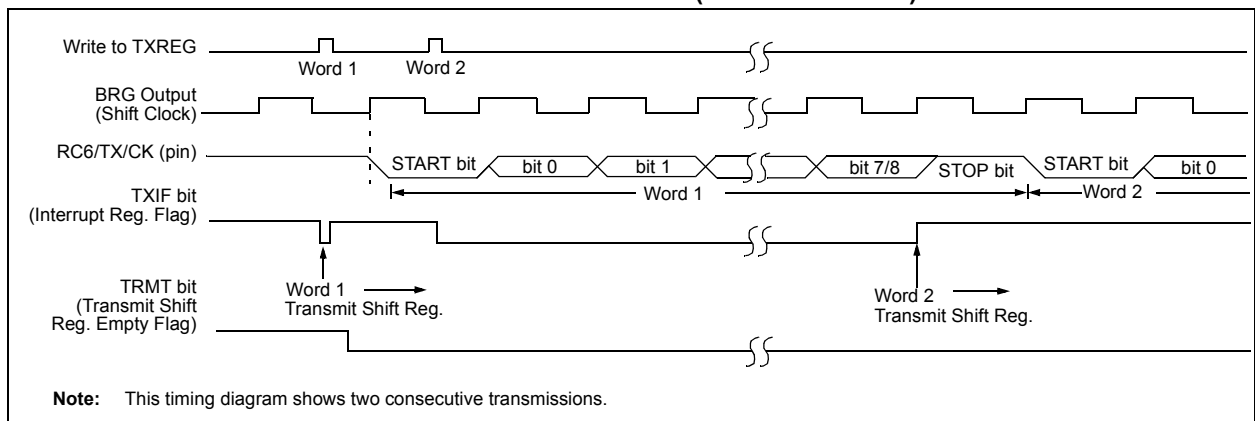 Write to TXREG
Word 1
Word 2
BRG Output
(Shift Clock)
RC6/TX/CK (pin)
START bit
bit 0
bit 1
bit 7/8
STOP bit
START bit
bit 0
Word 1
Word 2
TXIF bit
(Interrupt Reg. Flag)
Word 1
Transmit Shift Reg.
Word 2
Transmit Shift Reg.
TRMT bit
(Transmit Shift
Reg. Empty Flag)
Note: This timing diagram shows two consecutive transmissions.